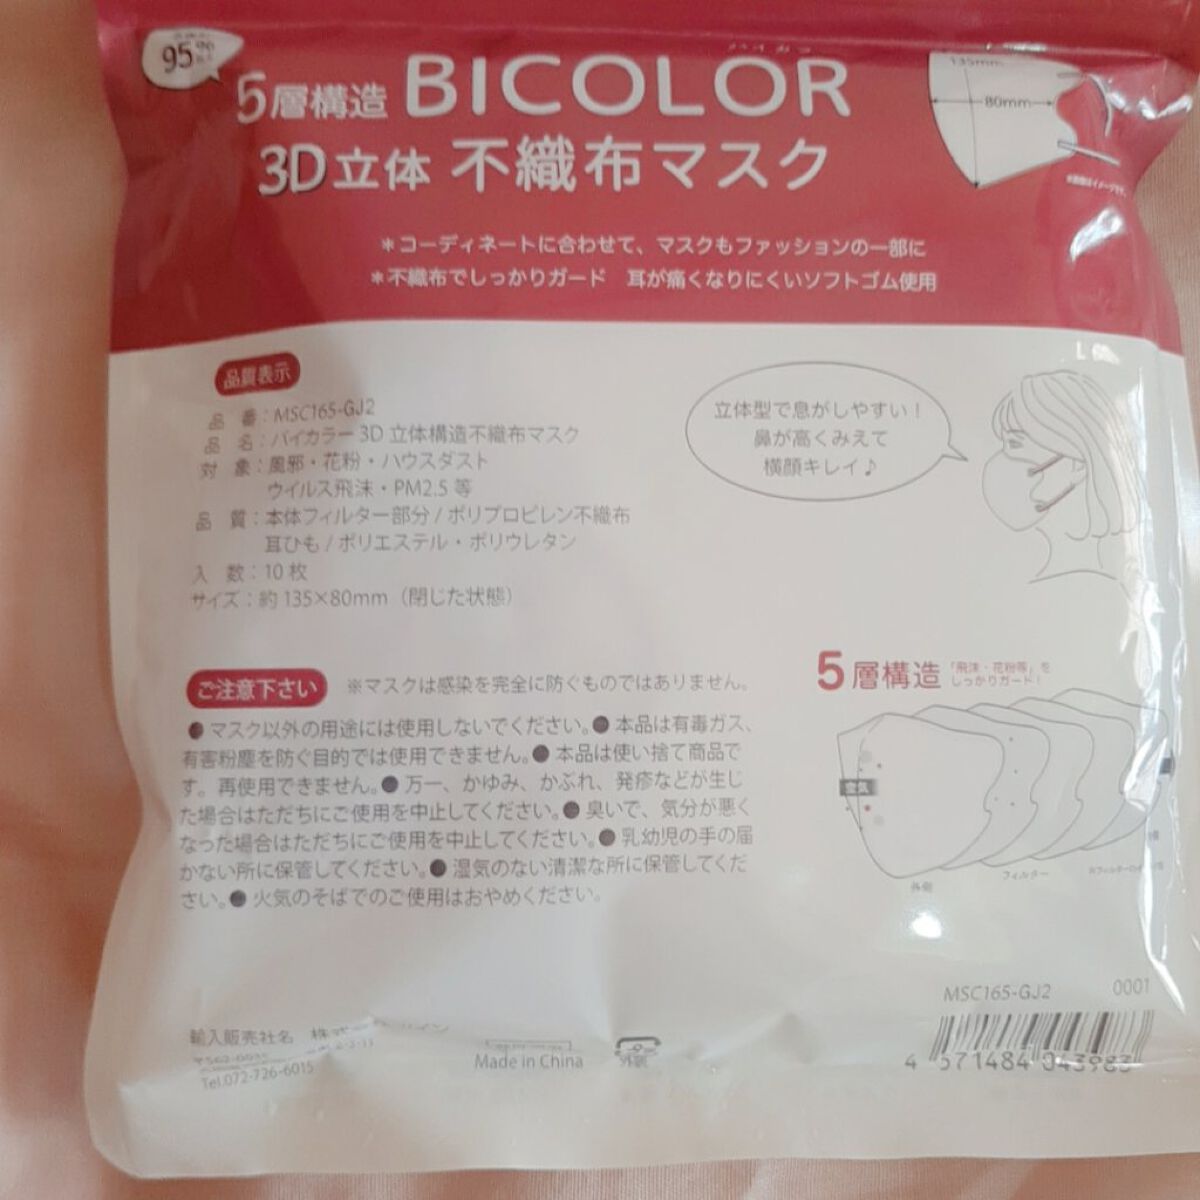 95%
バイカラー
5層構造 BICOLOR
3D立体 不織布マスク
135mm
80mm
*コーディネートに合わせて、マスクもファッションの一部に
*不織布でしっかりガード 耳が痛くなりにくいソフトゴム使用
品質表示
品 番:MSC165-GJ2
品 名:バイカラー3D立体構造不織布マスク
対 象:風邪・花粉・ハウスダスト
ウイルス飛沫・PM2.5等
品 質:本体フィルター部分/ポリプロピレン不織布
耳ひも/ポリエステル・ポリウレタン
入 数:10枚
サイズ:約135×80mm(閉じた状態)
立体型で息がしやすい!
鼻が高くみえて
横顔キレイ♪
ご注意下さい ※マスクは感染を完全に防ぐものではありません。
●マスク以外の用途には使用しないでください。●本品は有毒ガス、
有害粉塵を防ぐ目的では使用できません。●本品は使い捨て商品で
す。再使用できません。●万一、かゆみ、かぶれ、発疹などが生じ
た場合はただちにご使用を中止してください。●臭いで、気分が悪く
なった場合はただちにご使用を中止してください。●乳幼児の手の届
かない所に保管してください。●湿気のない清潔な所に保管してくだ
さい。●火気のそばでのご使用はおやめください。
5層構造 「飛沫・花粉等」を
しっかりガード!
空気
外側
フィルター
輸入販売社名
Tel.072-726-6015
Made in China
外袋
MSC165-GJ2 0001
4 571484 043983